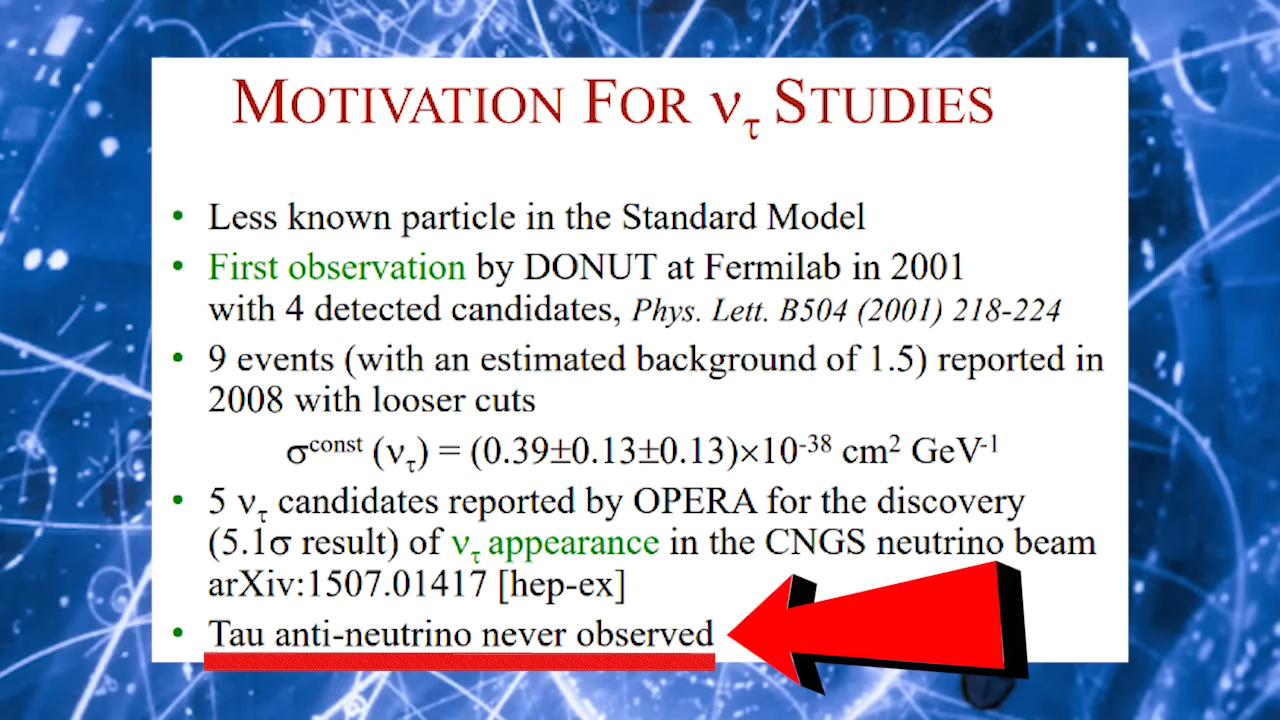 MOTIVATION FOR ντ STUDIES
• Less known particle in the Standard Model
• First observation by DONUT at Fermilab in 2001
with 4 detected candidates, Phys. Lett. B504 (2001) 218-224
• 9 events (with an estimated background of 1.5) reported in
2008 with looser cuts
σ^const (ντ) = (0.39±0.13±0.13)×10^-38 cm² GeV^-1
• 5 ντ candidates reported by OPERA for the discovery
(5.1σ result) of ντ appearance in the CNGS neutrino beam
arXiv:1507.01417 [hep-ex]
• Tau anti-neutrino never observed